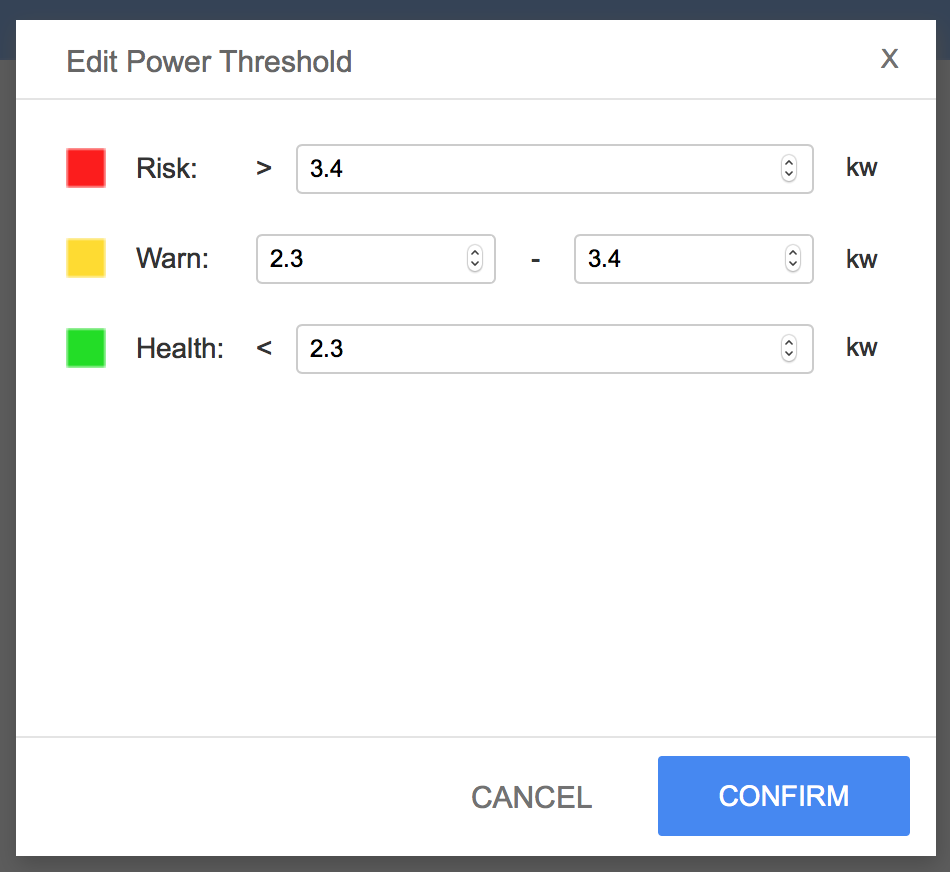 Edit Power Threshold X
Risk: > 3.4 kw
Warn: 2.3 - 3.4 kw
Health: < 2.3 kw
CANCEL CONFIRM